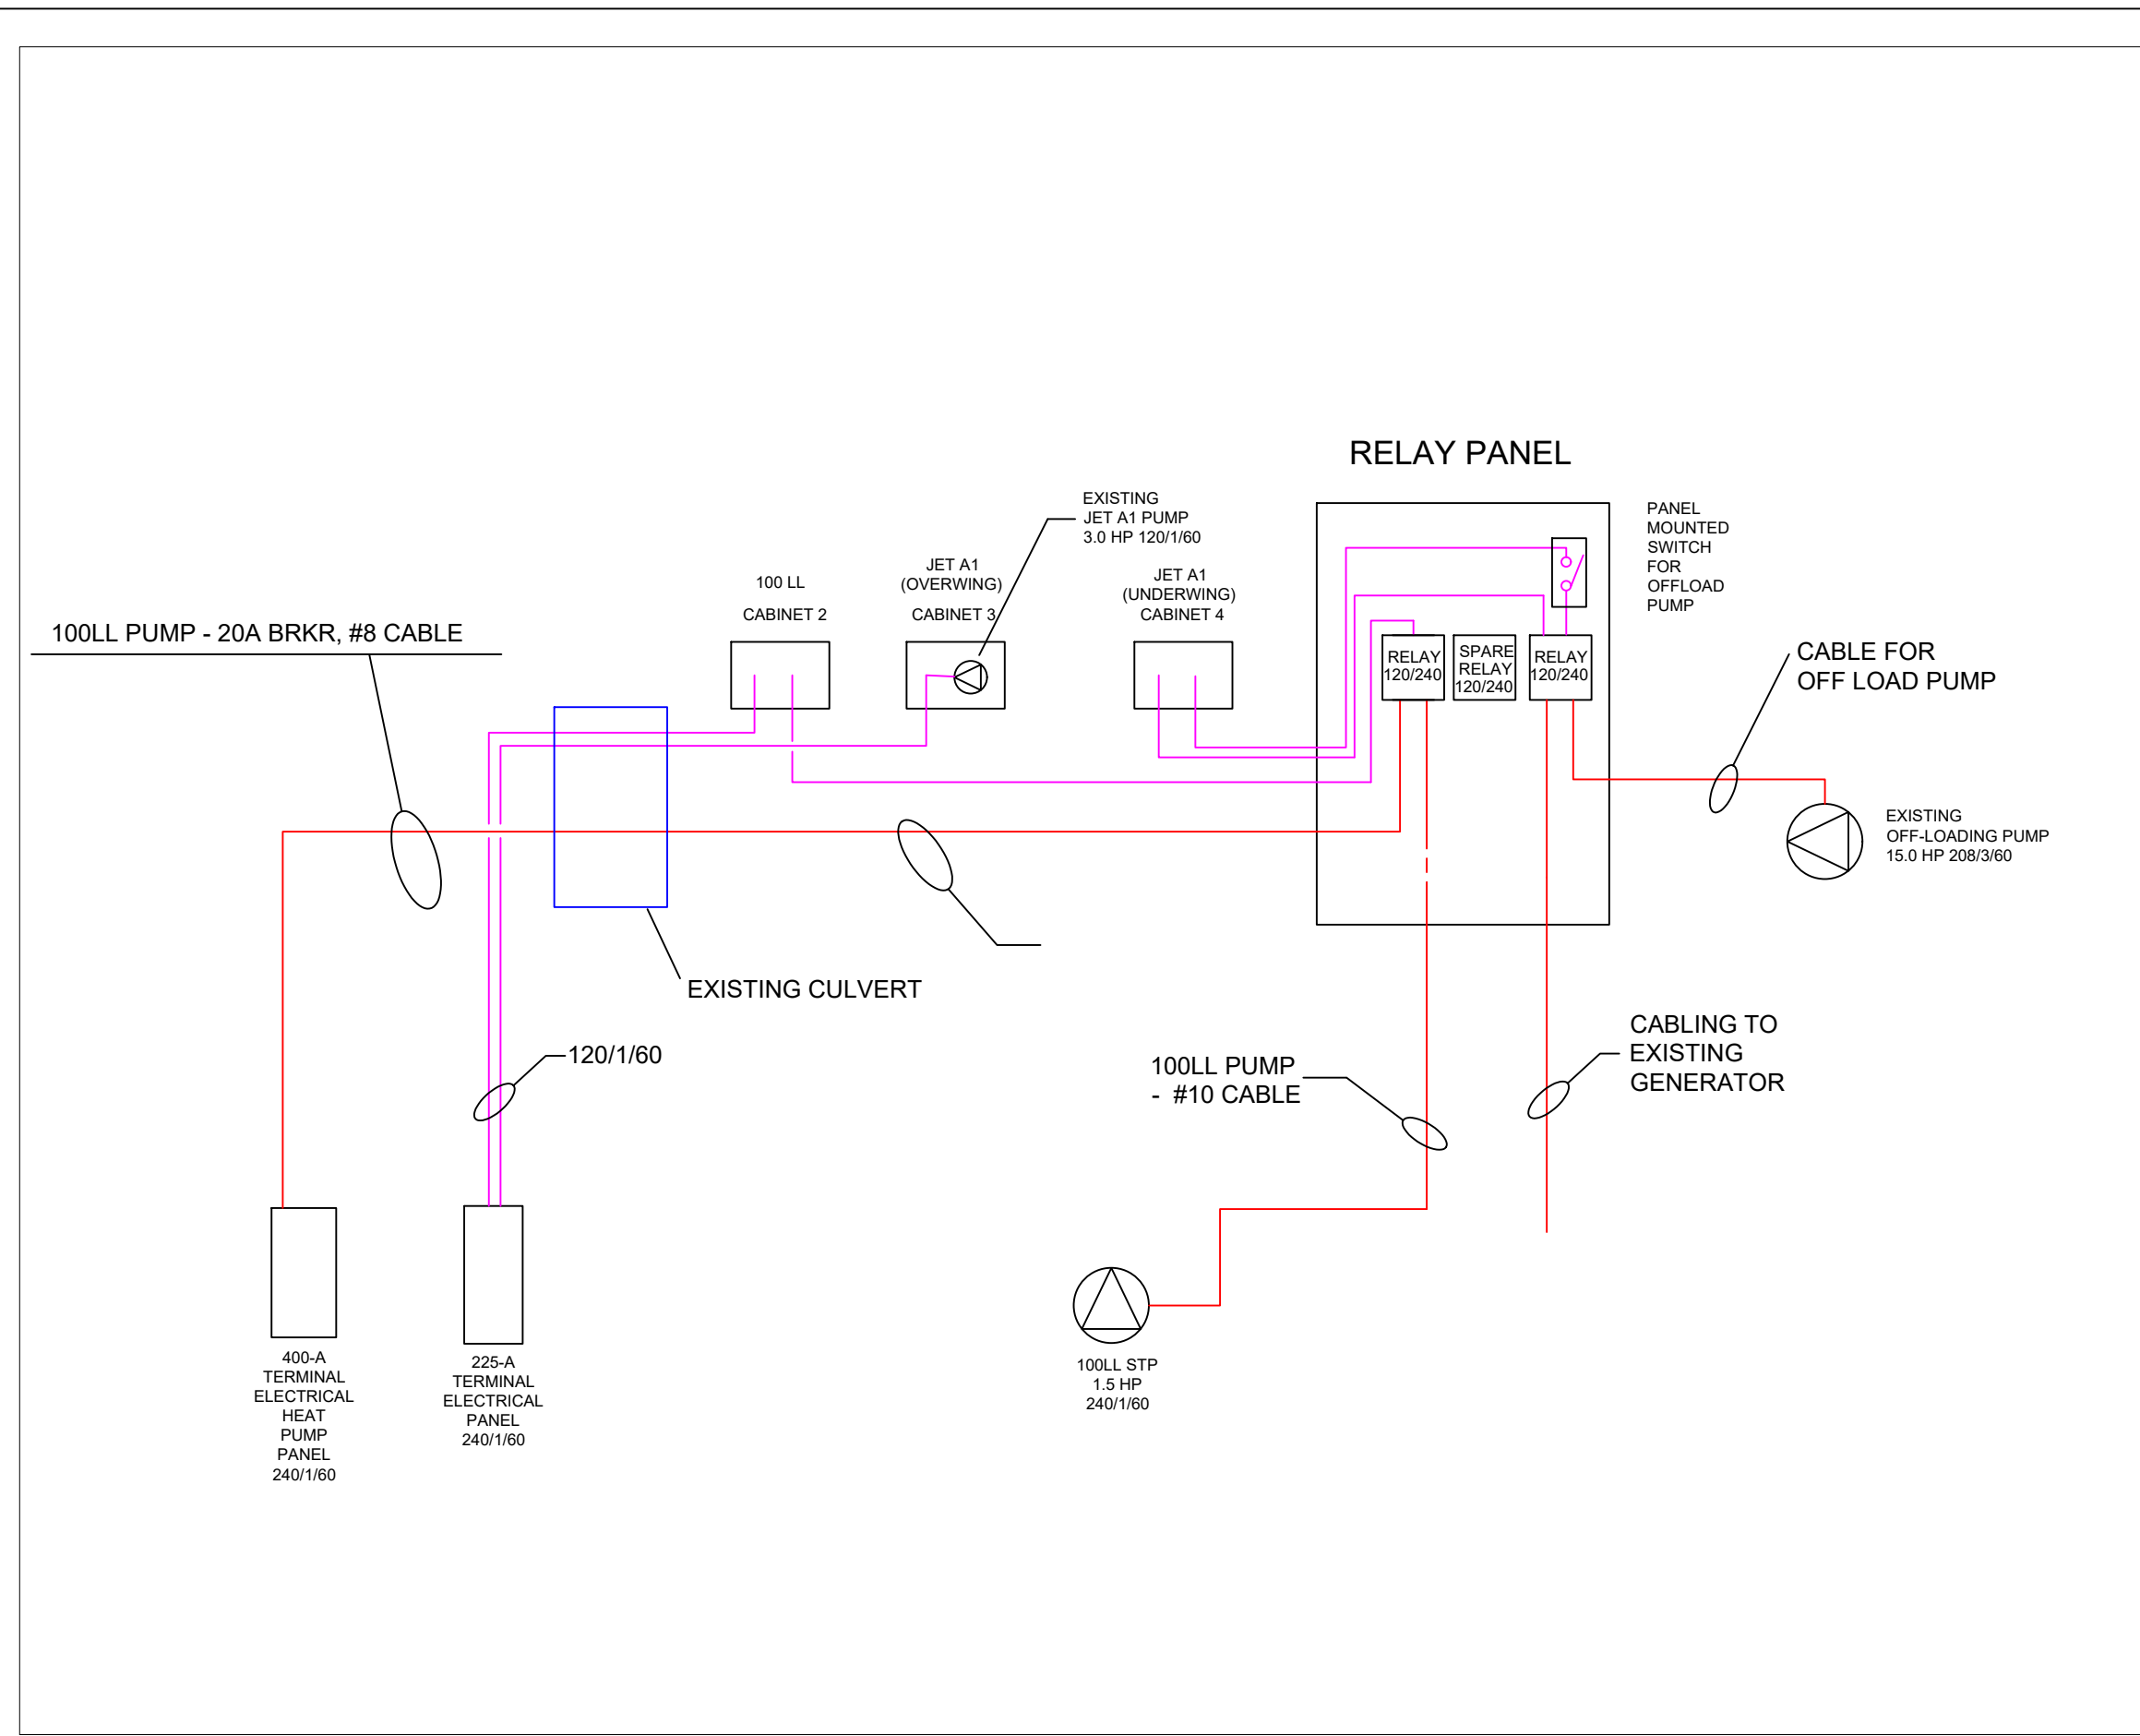 RELAY PANEL
EXISTING
JET A1 PUMP
3.0 HP 120/1/60
PANEL
MOUNTED
SWITCH
FOR
OFFLOAD
PUMP
100 LL
CABINET 2
JET A1
(OVERWING)
CABINET 3
JET A1
(UNDERWING)
CABINET 4
100LL PUMP - 20A BRKR, #8 CABLE
RELAY
120/240
SPARE
RELAY
120/240
RELAY
120/240
CABLE FOR
OFF LOAD PUMP
EXISTING
OFF-LOADING PUMP
15.0 HP 208/3/60
EXISTING CULVERT
120/1/60
100LL PUMP
- #10 CABLE
CABLING TO
EXISTING
GENERATOR
400-A
TERMINAL
ELECTRICAL
HEAT
PUMP
PANEL
240/1/60
225-A
TERMINAL
ELECTRICAL
PANEL
240/1/60
100LL STP
1.5 HP
240/1/60